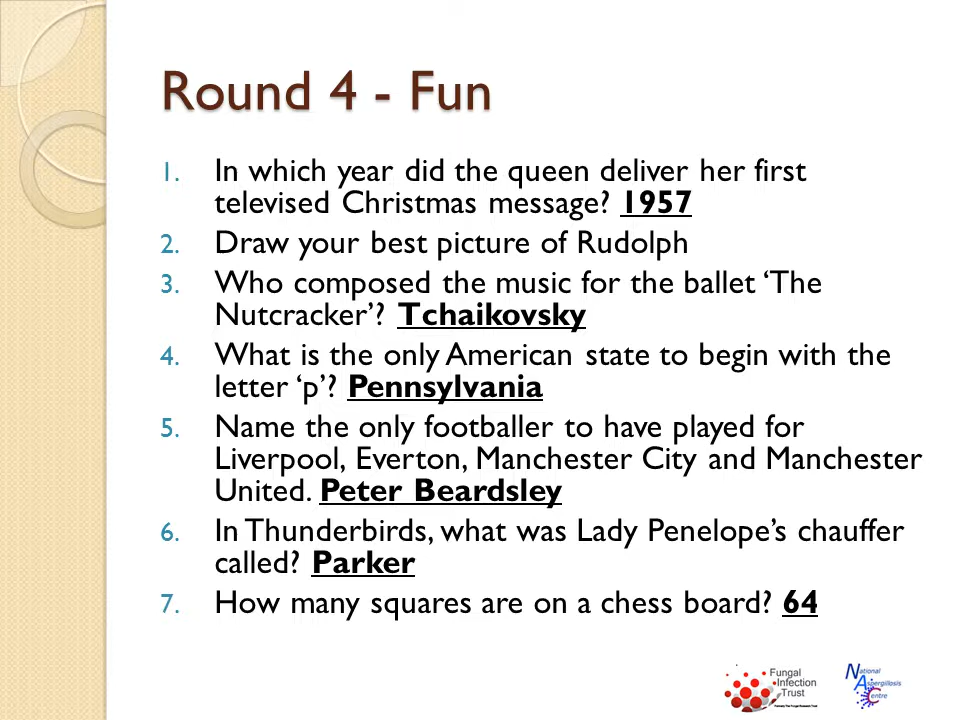 Round 4 - Fun
1. In which year did the queen deliver her first
televised Christmas message? 1957
2. Draw your best picture of Rudolph
3. Who composed the music for the ballet ‘The
Nutcracker’? Tchaikovsky
4. What is the only American state to begin with the
letter ‘p’? Pennsylvania
5. Name the only footballer to have played for
Liverpool, Everton, Manchester City and Manchester
United. Peter Beardsley
6. In Thunderbirds, what was Lady Penelope’s chauffer
called? Parker
7. How many squares are on a chess board? 64
Fungal
Infection
Trust
National
Aspergillosis
Centre